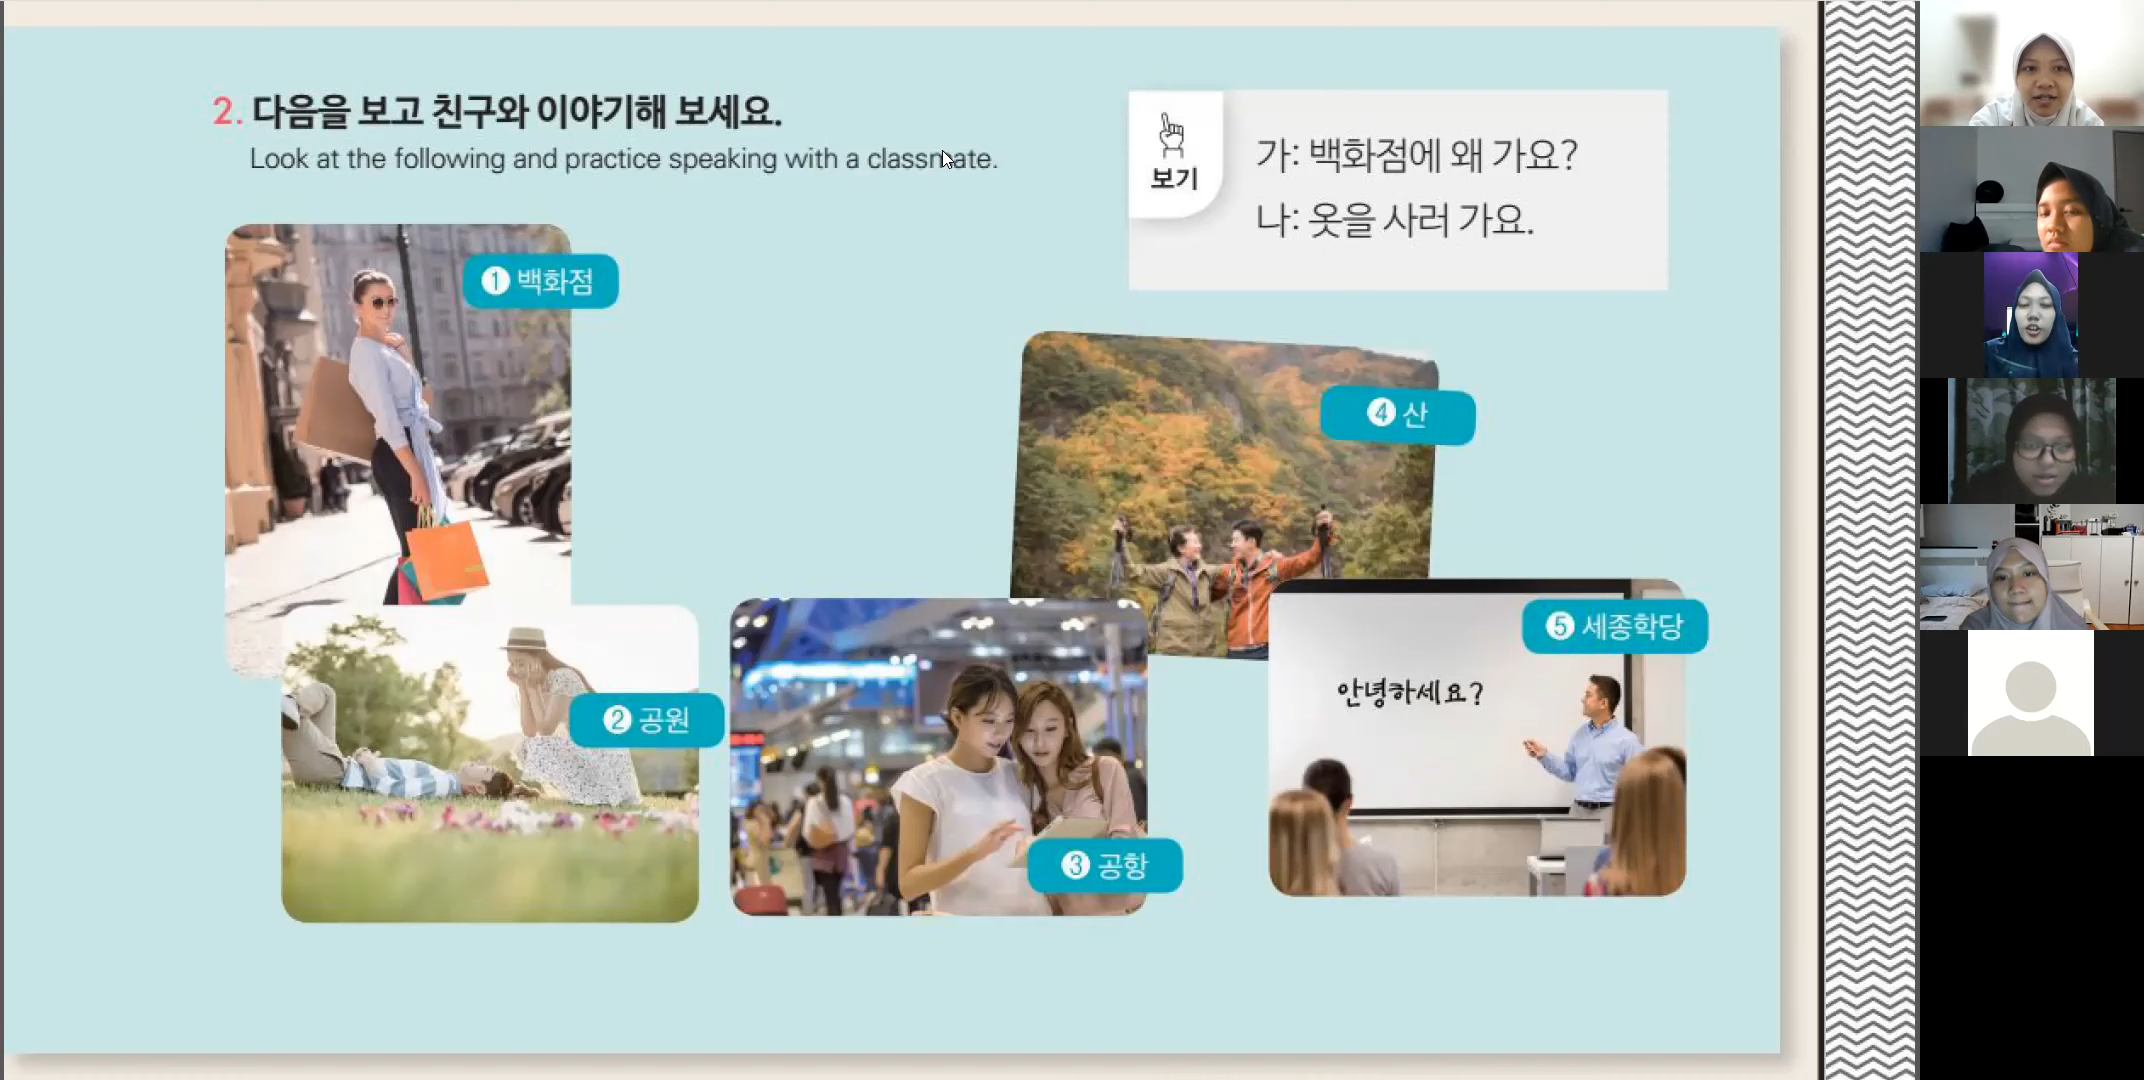 2. 다음을 보고 친구와 이야기해 보세요.
Look at the following and practice speaking with a classmate.
보기
가: 백화점에 왜 가요?
나: 옷을 사러 가요.
1 백화점
2 공원
3 공항
4 산
5 세종학당
안녕하세요?